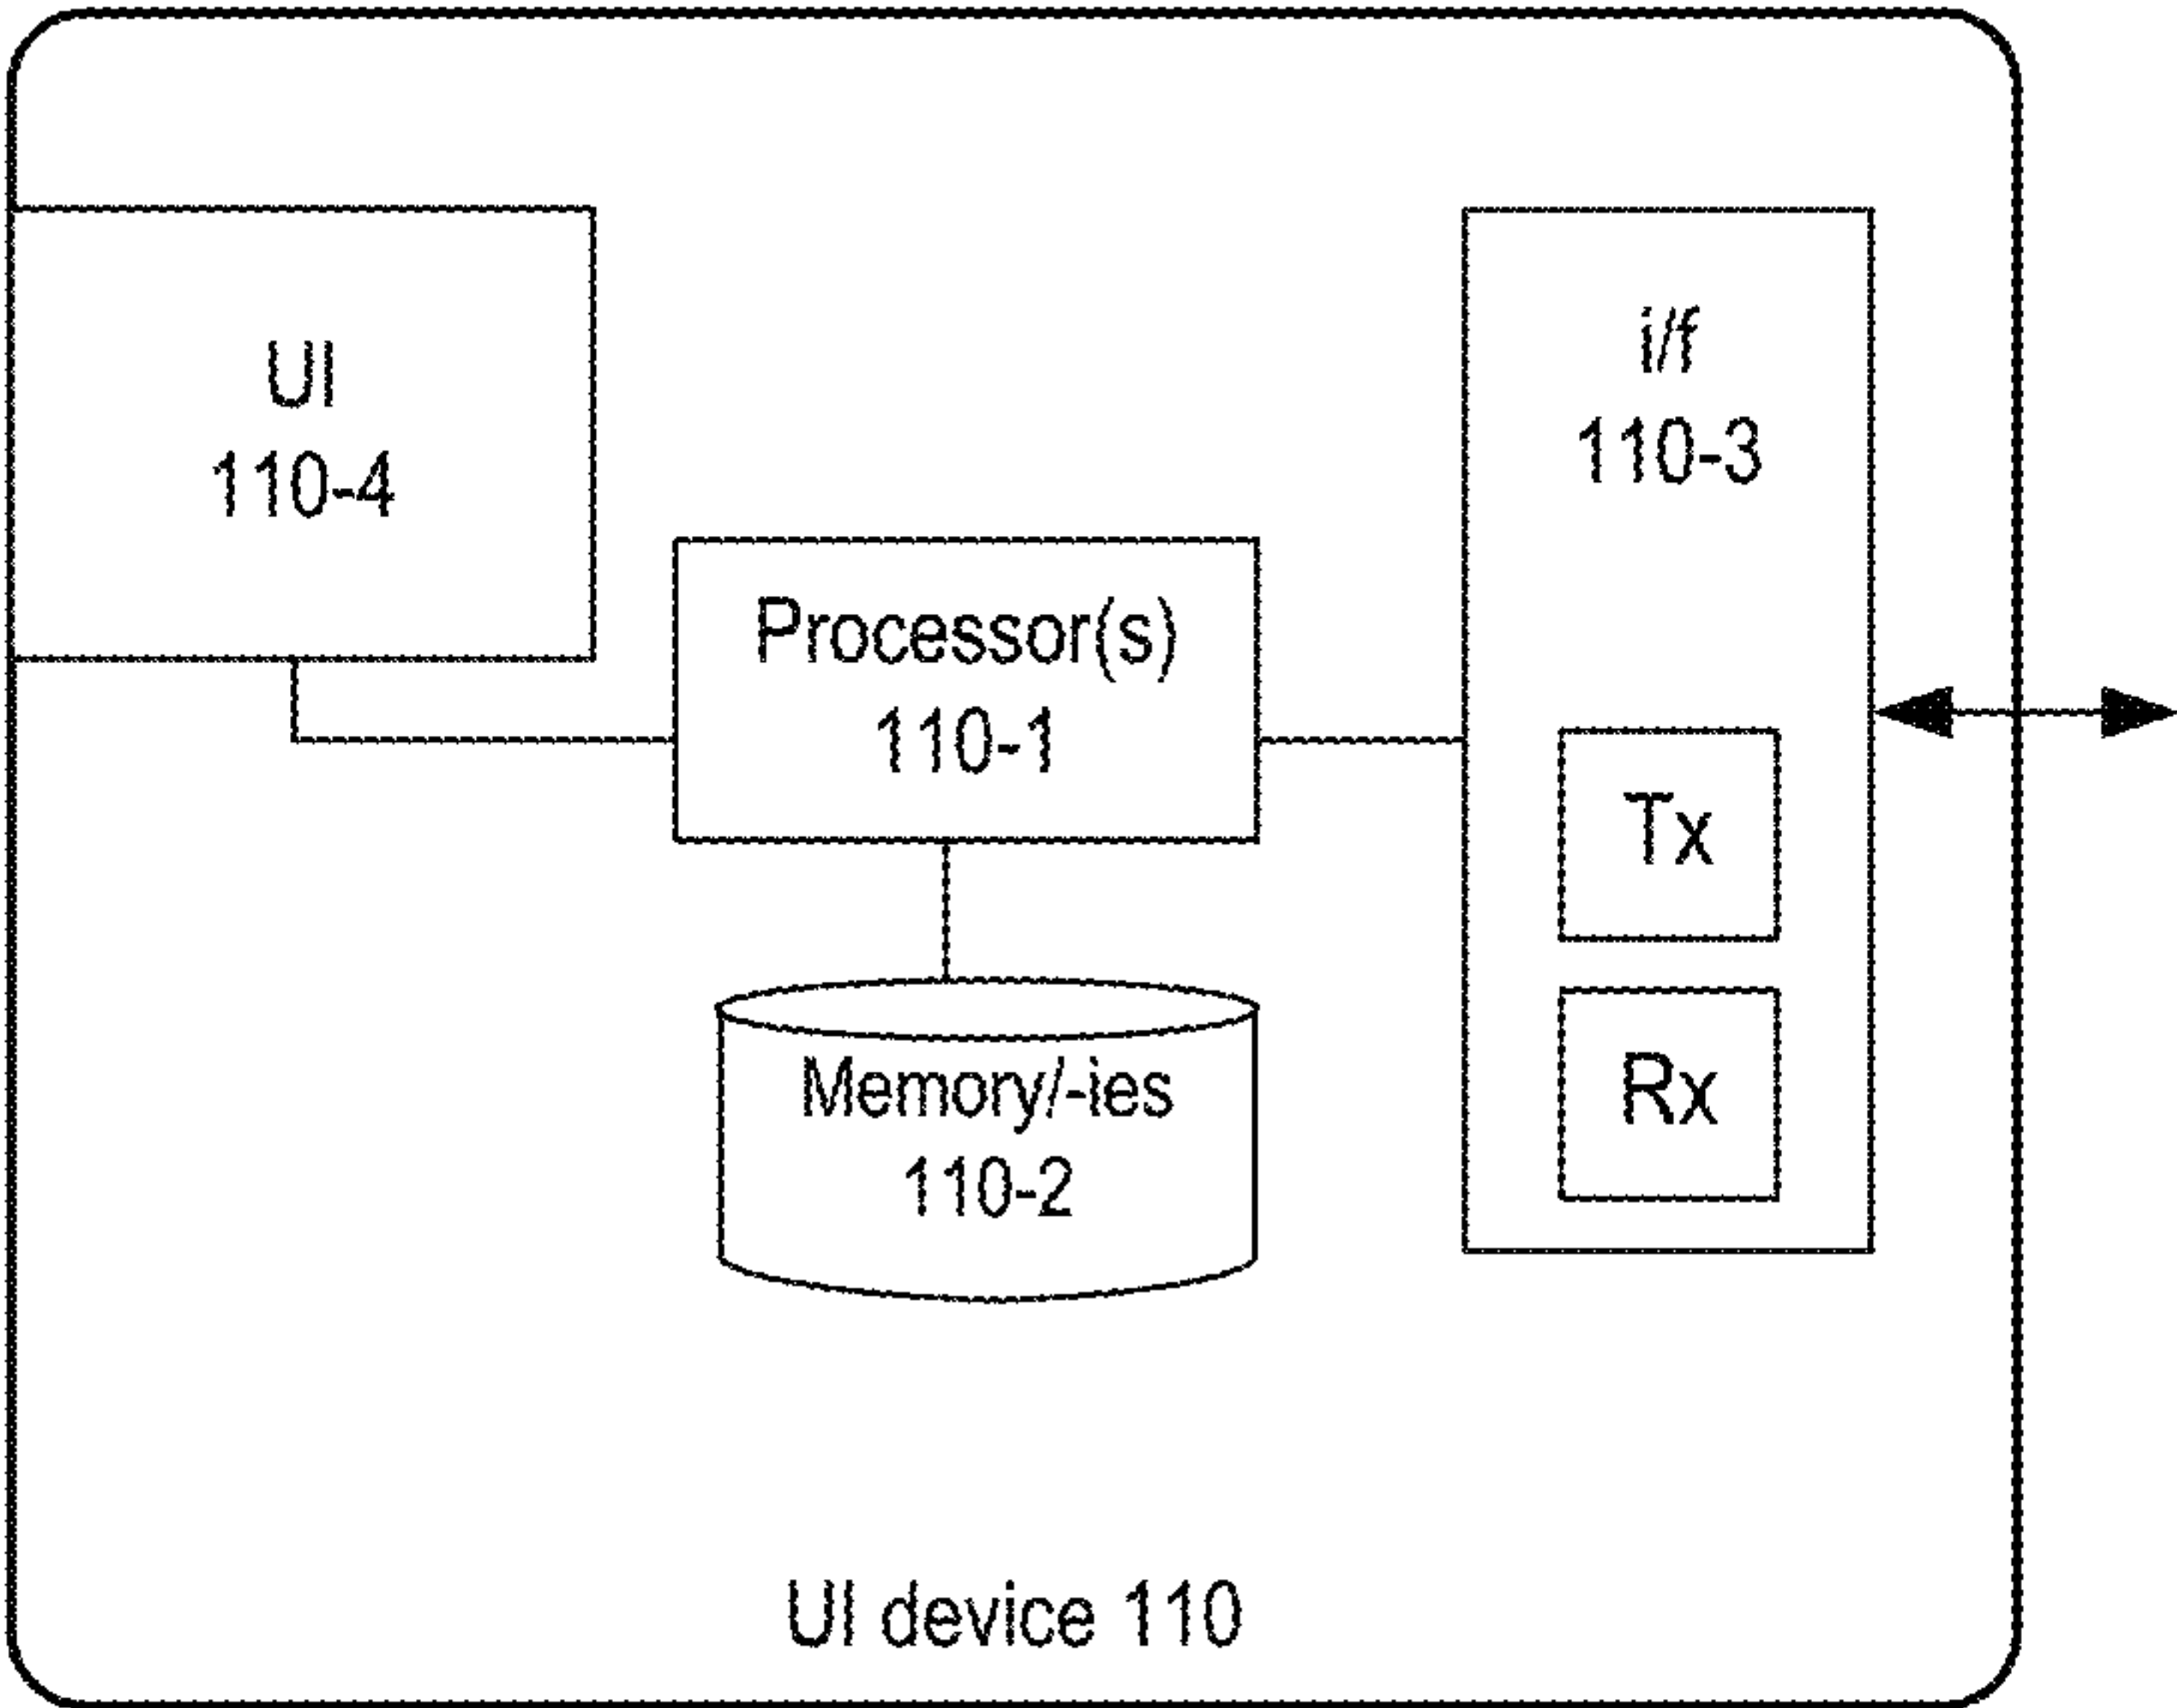 UI
110-4
i/f
110-3
Processor(s)
110-1
Tx
Rx
Memory/-ies
110-2
UI device 110